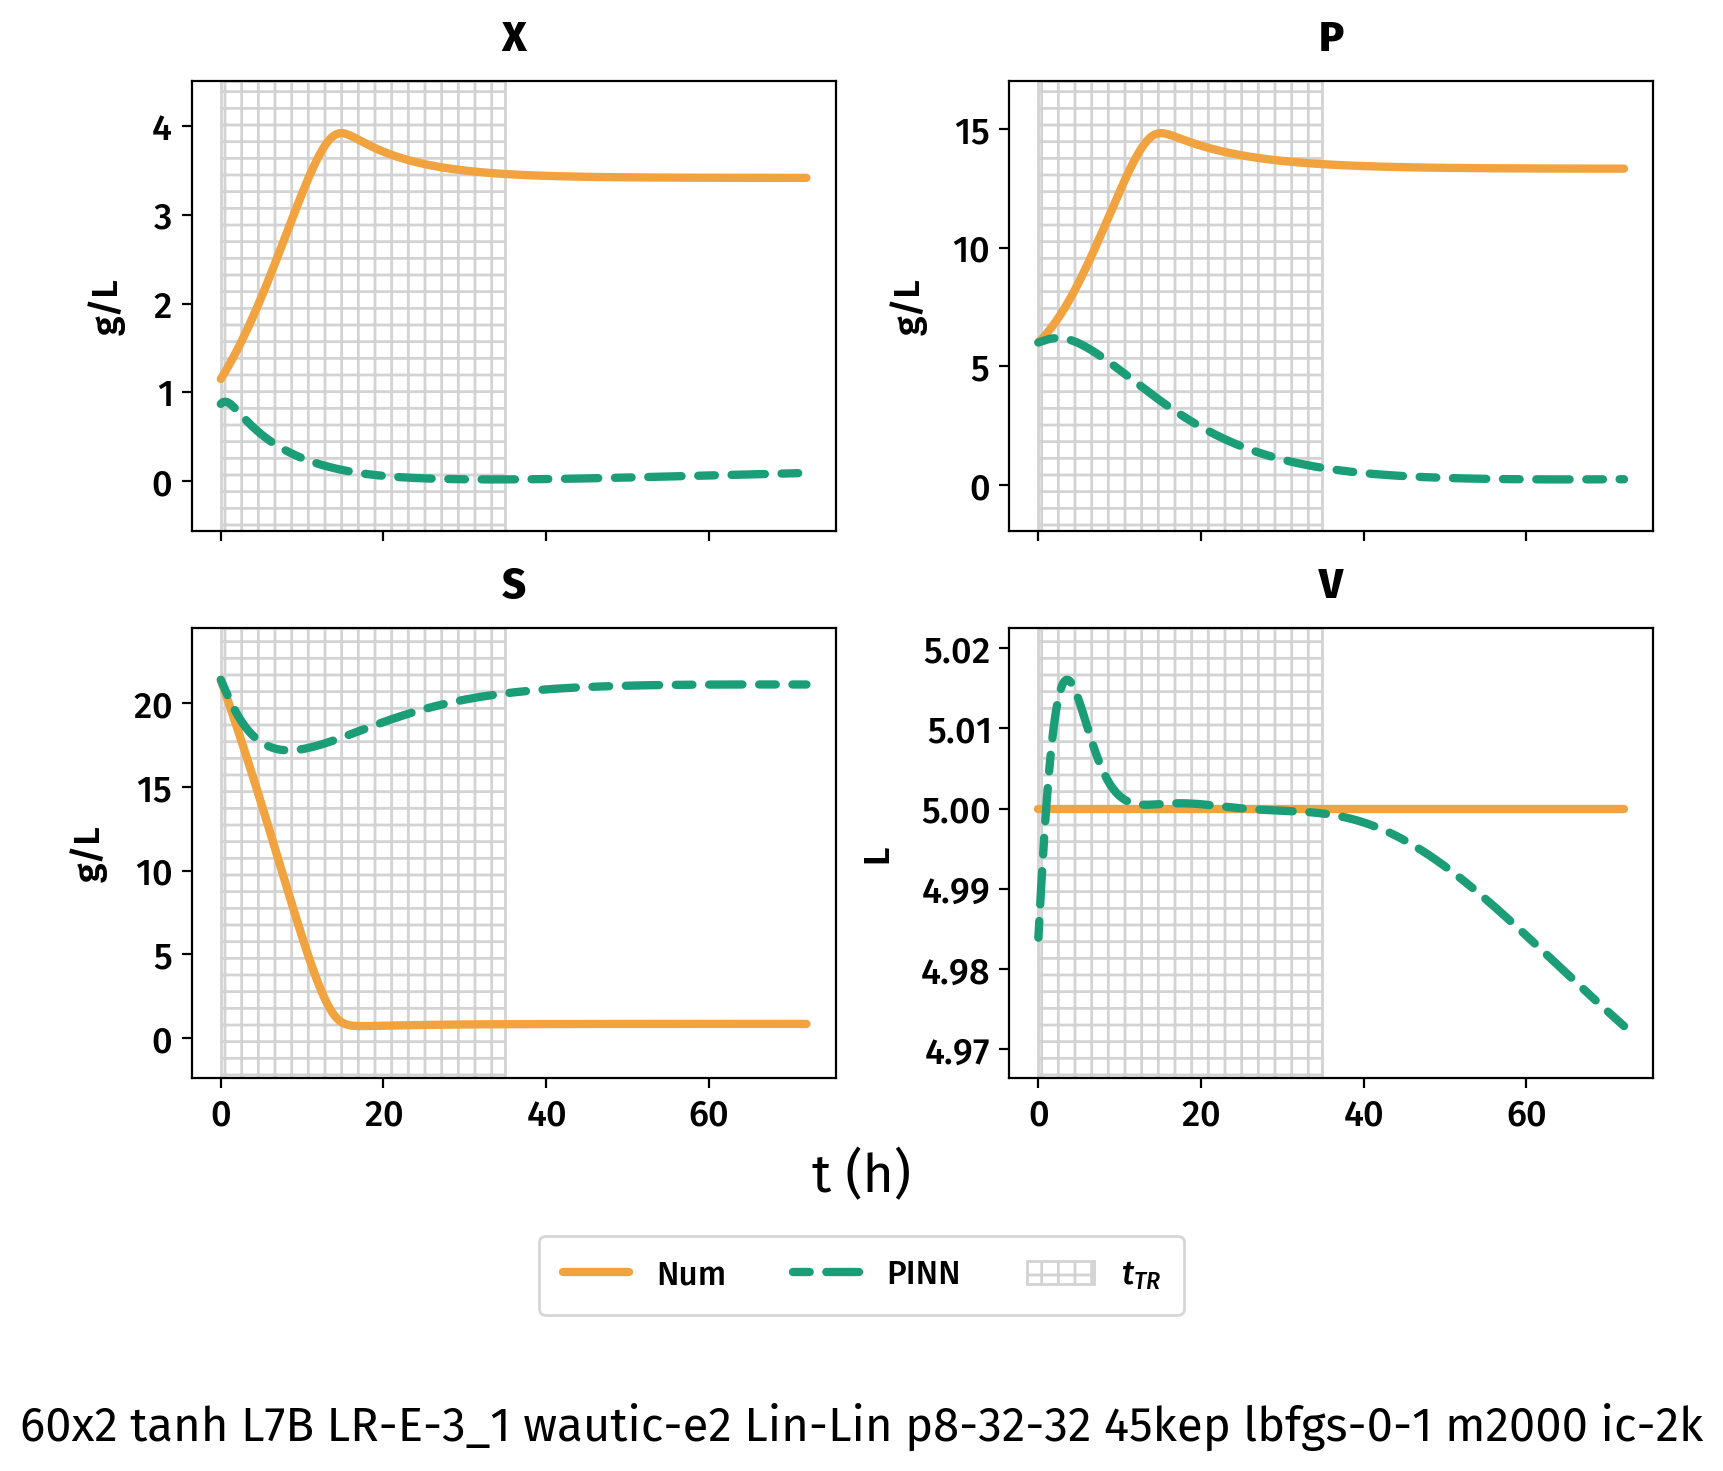 X
P
4
3
2
1
0
g/L
15
10
5
0
g/L
S
V
20
15
10
5
0
g/L
5.02
5.01
5.00
4.99
4.98
4.97
L
0 20 40 60
0 20 40 60
t (h)
Num PINN t_TR
60x2 tanh L7B LR-E-3_1 wautic-e2 Lin-Lin p8-32-32 45kep lbfgs-0-1 m2000 ic-2k